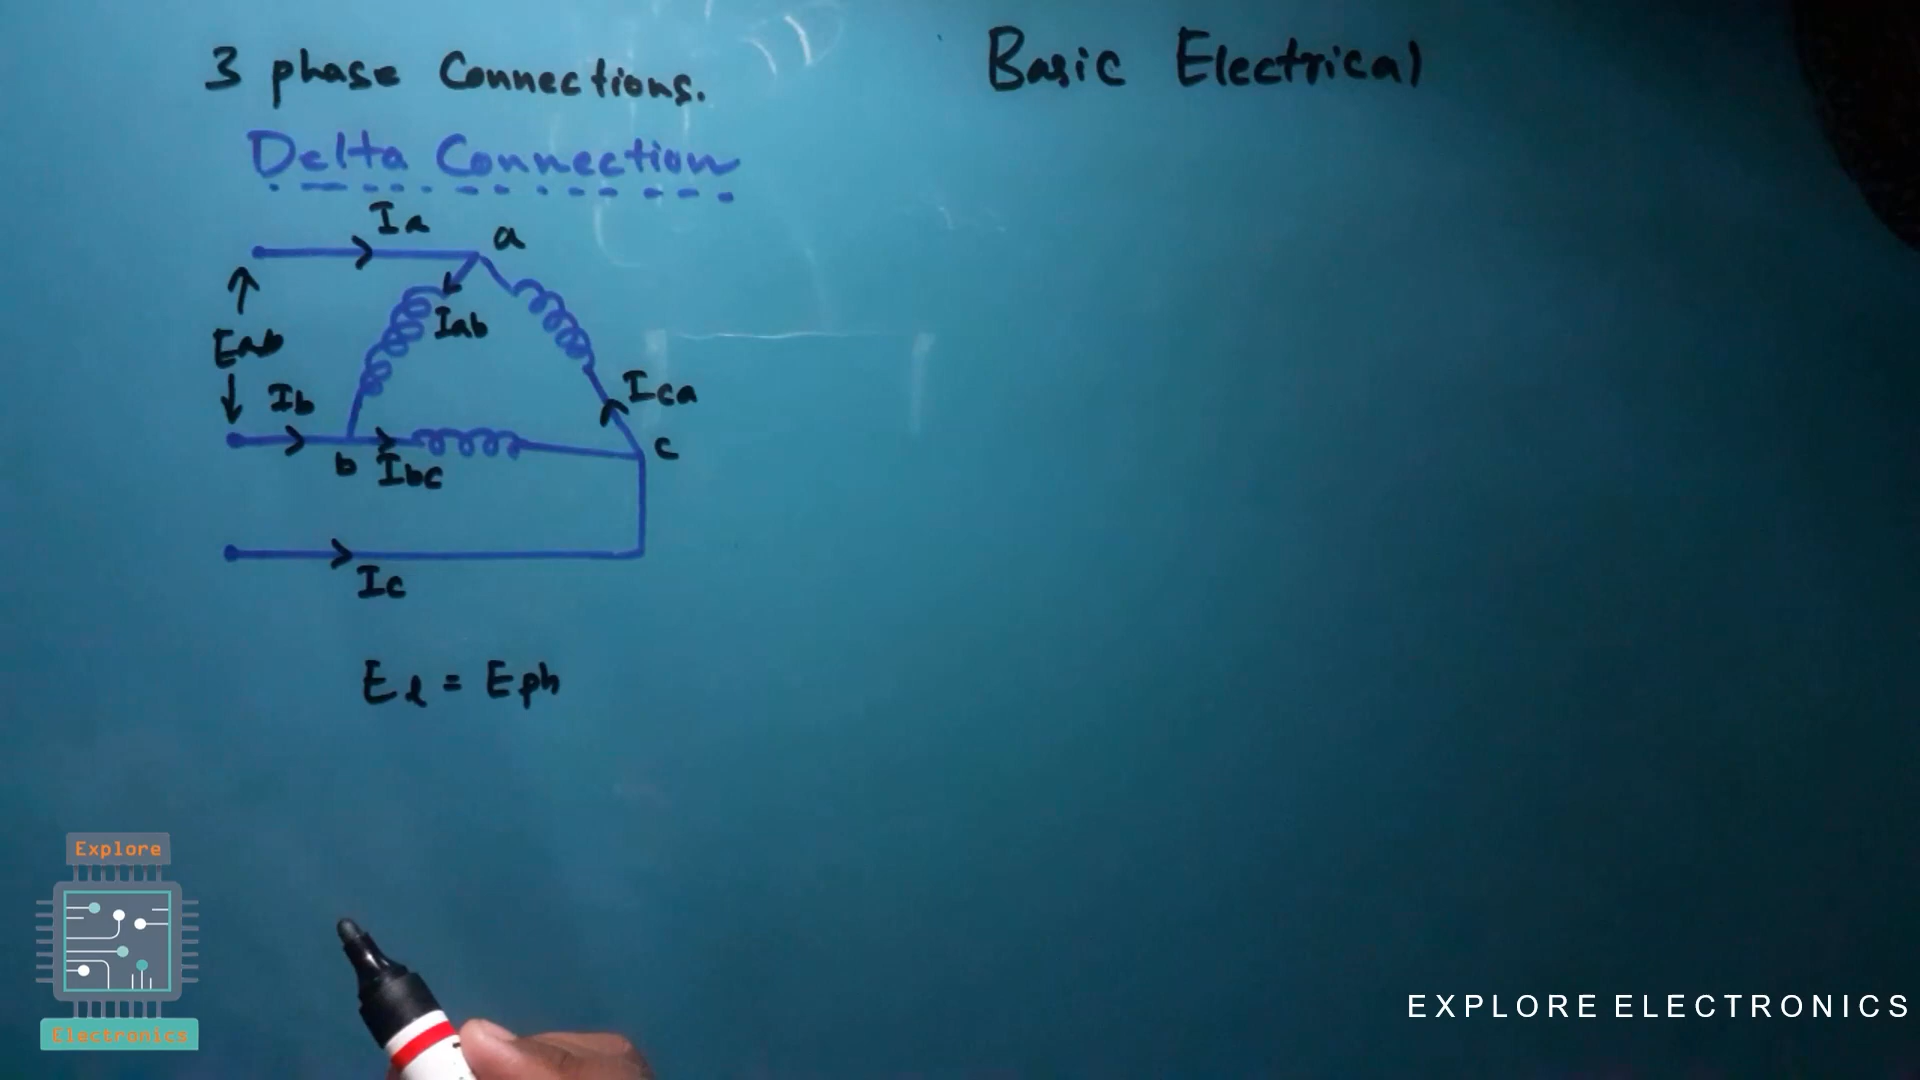 3 phase Connections.
Basic Electrical
Delta Connection
Ia
a
Eab
Iab
Ib
Ica
b
Ibc
c
Ic
El = Eph
Explore
Electronics
EXPLORE ELECTRONICS